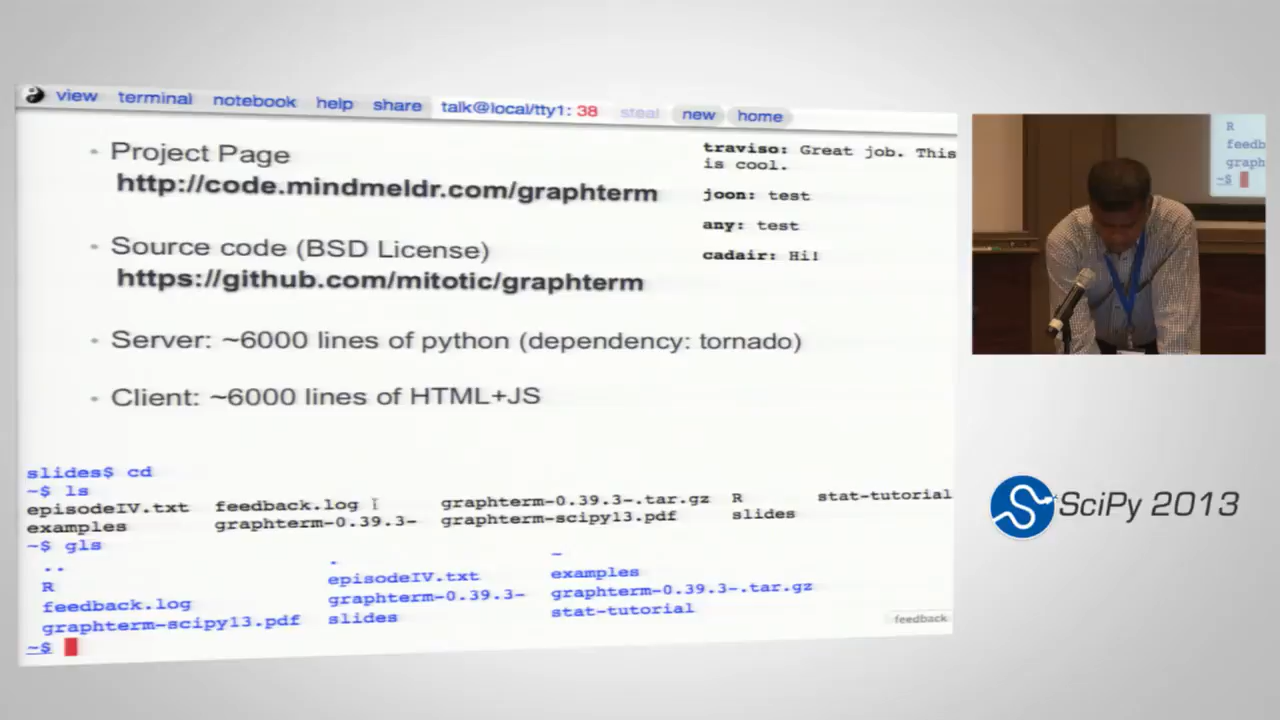 view terminal notebook help share talk@local/tty1: 38 steal new home
Project Page
http://code.mindmeldr.com/graphterm
Source code (BSD License)
https://github.com/mitotic/graphterm
Server: ~6000 lines of python (dependency: tornado)
Client: ~6000 lines of HTML+JS
traviso: Great job. This
is cool.
joon: test
any: test
cadair: Hi!
slides$ cd
~$ ls
episodeIV.txt feedback.log graphterm-0.39.3-.tar.gz R stat-tutorial
examples graphterm-0.39.3- graphterm-scipy13.pdf slides
~$ gls
.. . ~
R episodeIV.txt examples
feedback.log graphterm-0.39.3- graphterm-0.39.3-.tar.gz
graphterm-scipy13.pdf slides stat-tutorial
~$
feedback
R
feedb
graph
~$
SciPy 2013